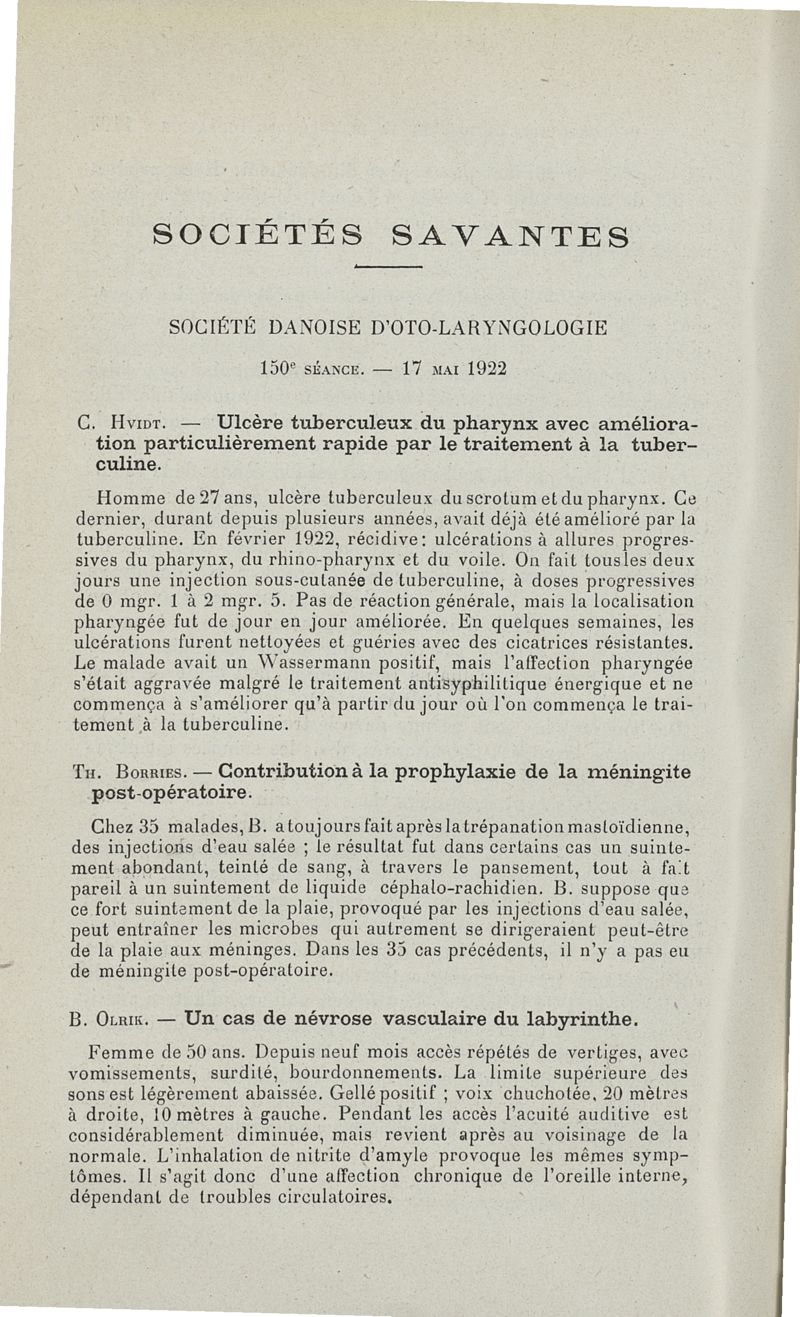 SOCIÉTÉS SAVANTES
SOCIÉTÉ DANOISE D'OTO-LARYNGOLOGIE
150e SÉANCE. — 17 MAI 1922
C. HVIDT. — Ulcère tuberculeux du pharynx avec améliora-
tion particulièrement rapide par le traitement à la tuber-
culine.
Homme de 27 ans, ulcère tuberculeux du scrotum et du pharynx. Ce
dernier, durant depuis plusieurs années, avait déjà été amélioré par la
tuberculine. En février 1922, récidive: ulcérations à allures progres-
sives du pharynx, du rhino-pharynx et du voile. On fait tous les deux
jours une injection sous-cutanée de tuberculine, à doses progressives
de 0 mgr. 1 à 2 mgr. 5. Pas de réaction générale, mais la localisation
pharyngée fut de jour en jour améliorée. En quelques semaines, les
ulcérations furent nettoyées et guéries avec des cicatrices résistantes.
Le malade avait un Wassermann positif, mais l'affection pharyngée
s'était aggravée malgré le traitement antisyphilitique énergique et ne
commença à s'améliorer qu'à partir du jour où l'on commença le trai-
tement à la tuberculine.
TH. BORRIES. — Contribution à la prophylaxie de la méningite
post-opératoire.
Chez 35 malades, B. a toujours fait après la trépanation mastoïdienne,
des injections d'eau salée ; le résultat fut dans certains cas un suinte-
ment abondant, teinté de sang, à travers le pansement, tout à fait
pareil à un suintement de liquide céphalo-rachidien. B. suppose que
ce fort suintement de la plaie, provoqué par les injections d'eau salée,
peut entraîner les microbes qui autrement se dirigeraient peut-être
de la plaie aux méninges. Dans les 35 cas précédents, il n'y a pas eu
de méningite post-opératoire.
B. OLRIK. — Un cas de névrose vasculaire du labyrinthe.
Femme de 50 ans. Depuis neuf mois accès répétés de vertiges, avec
vomissements, surdité, bourdonnements. La limite supérieure des
sons est légèrement abaissée. Gellé positif ; voix chuchotée, 20 mètres
à droite, 10 mètres à gauche. Pendant les accès l'acuité auditive est
considérablement diminuée, mais revient après au voisinage de la
normale. L'inhalation de nitrite d'amyle provoque les mêmes symp-
tômes. Il s'agit donc d'une affection chronique de l'oreille interne,
dépendant de troubles circulatoires.